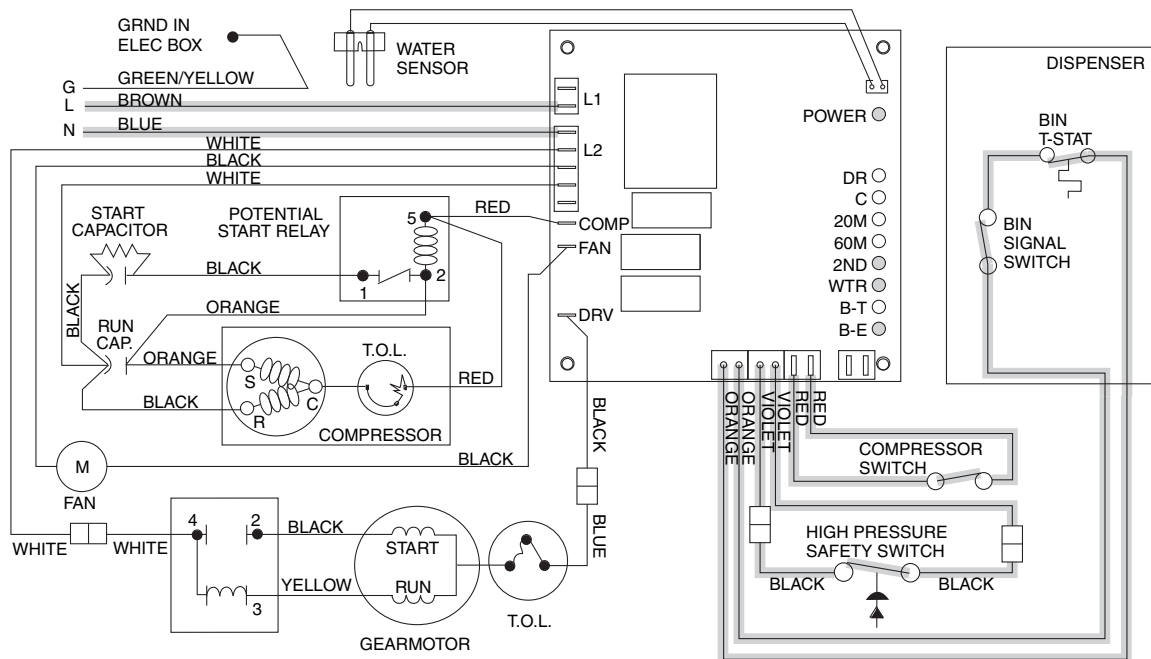 GRND IN
ELEC BOX
WATER
SENSOR
DISPENSER
G
GREEN/YELLOW
L
BROWN
L1
POWER
N
BLUE
WHITE
L2
BLACK
WHITE
BIN
T-STAT
START
CAPACITOR
POTENTIAL
START RELAY
5
RED
COMP
FAN
DR
C
20M
60M
2ND
WTR
B-T
B-E
BIN
SIGNAL
SWITCH
BLACK
1
2
ORANGE
DRV
BLACK
RUN
CAP.
ORANGE
T.O.L.
S
C
R
RED
BLACK
COMPRESSOR
BLACK
ORANGE
ORANGE
VIOLET
VIOLET
RED
RED
COMPRESSOR
SWITCH
M
FAN
BLACK
4
2
BLACK
START
BLUE
HIGH PRESSURE
SAFETY SWITCH
WHITE
WHITE
YELLOW
RUN
3
BLACK
BLACK
T.O.L.
GEARMOTOR